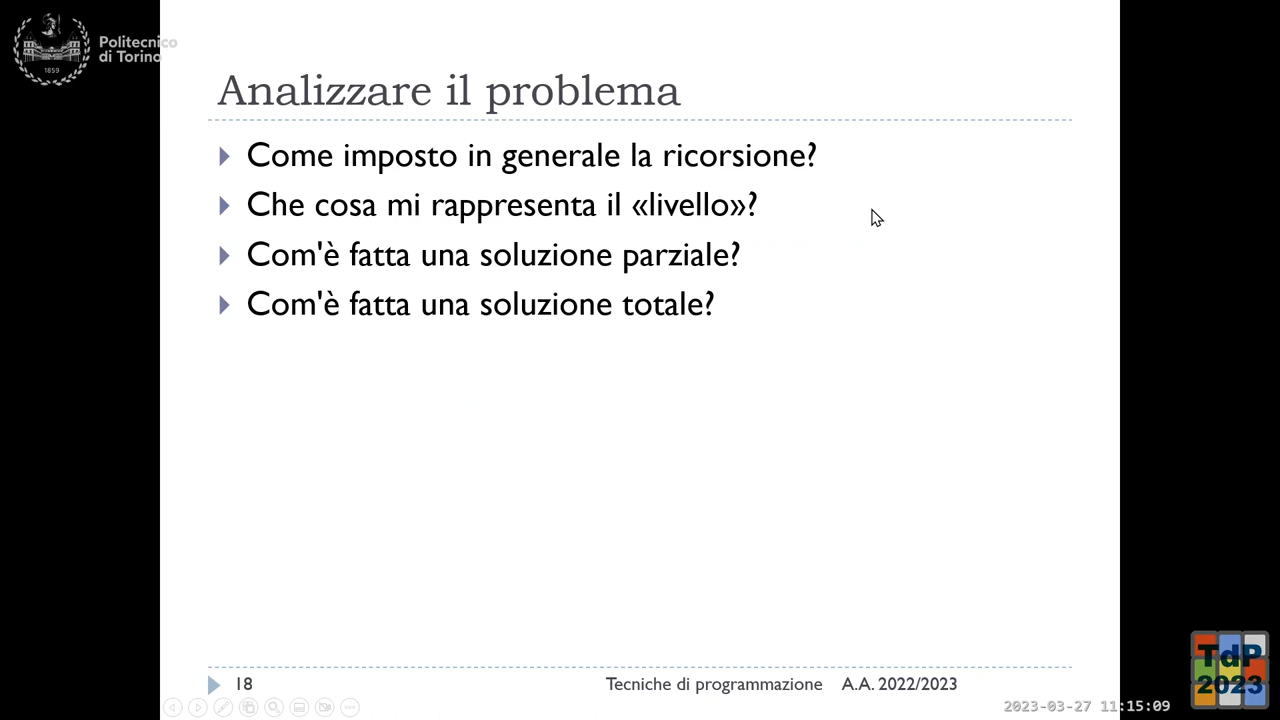 Politecnico
di Torino
1859
Analizzare il problema
Come imposto in generale la ricorsione?
Che cosa mi rappresenta il «livello»?
Com'è fatta una soluzione parziale?
Com'è fatta una soluzione totale?
18
Tecniche di programmazione A.A. 2022/2023
TdP
2023
2023-03-27 11:15:09